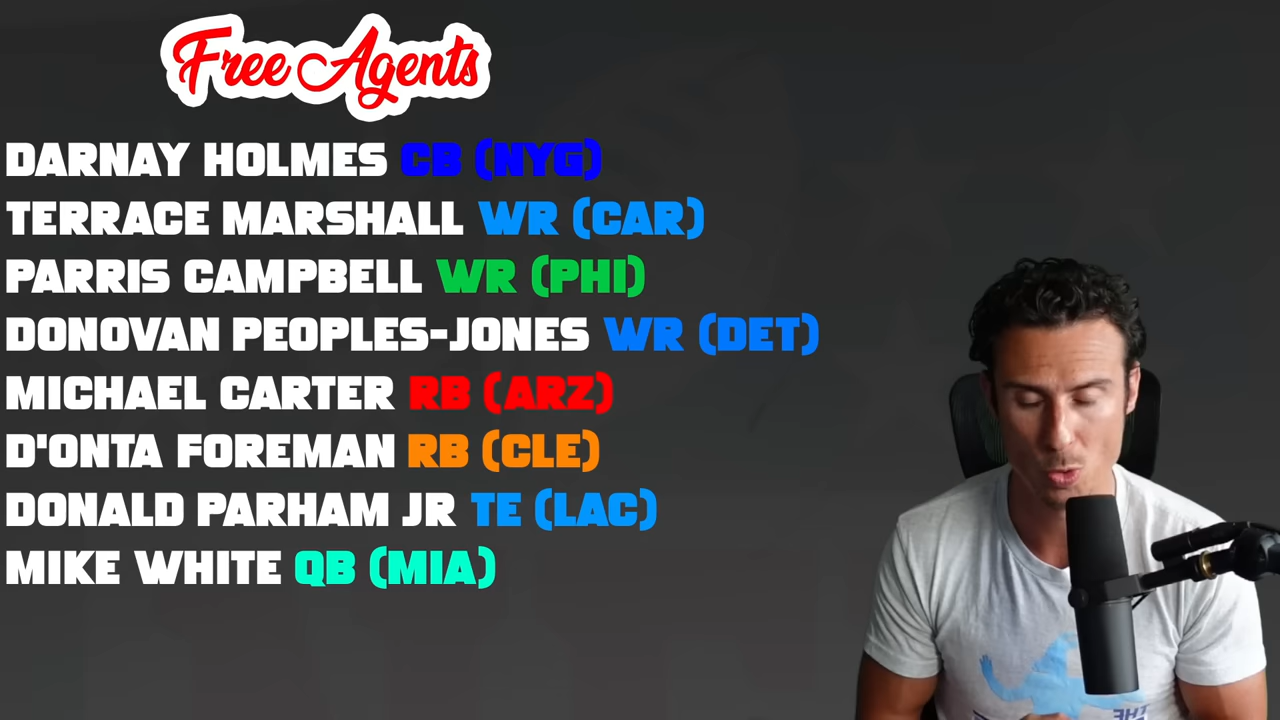 Free Agents
DARNAY HOLMES CB (NYG)
TERRACE MARSHALL WR (CAR)
PARRIS CAMPBELL WR (PHI)
DONOVAN PEOPLES-JONES WR (DET)
MICHAEL CARTER RB (ARZ)
D'ONTA FOREMAN RB (CLE)
DONALD PARHAM JR TE (LAC)
MIKE WHITE QB (MIA)